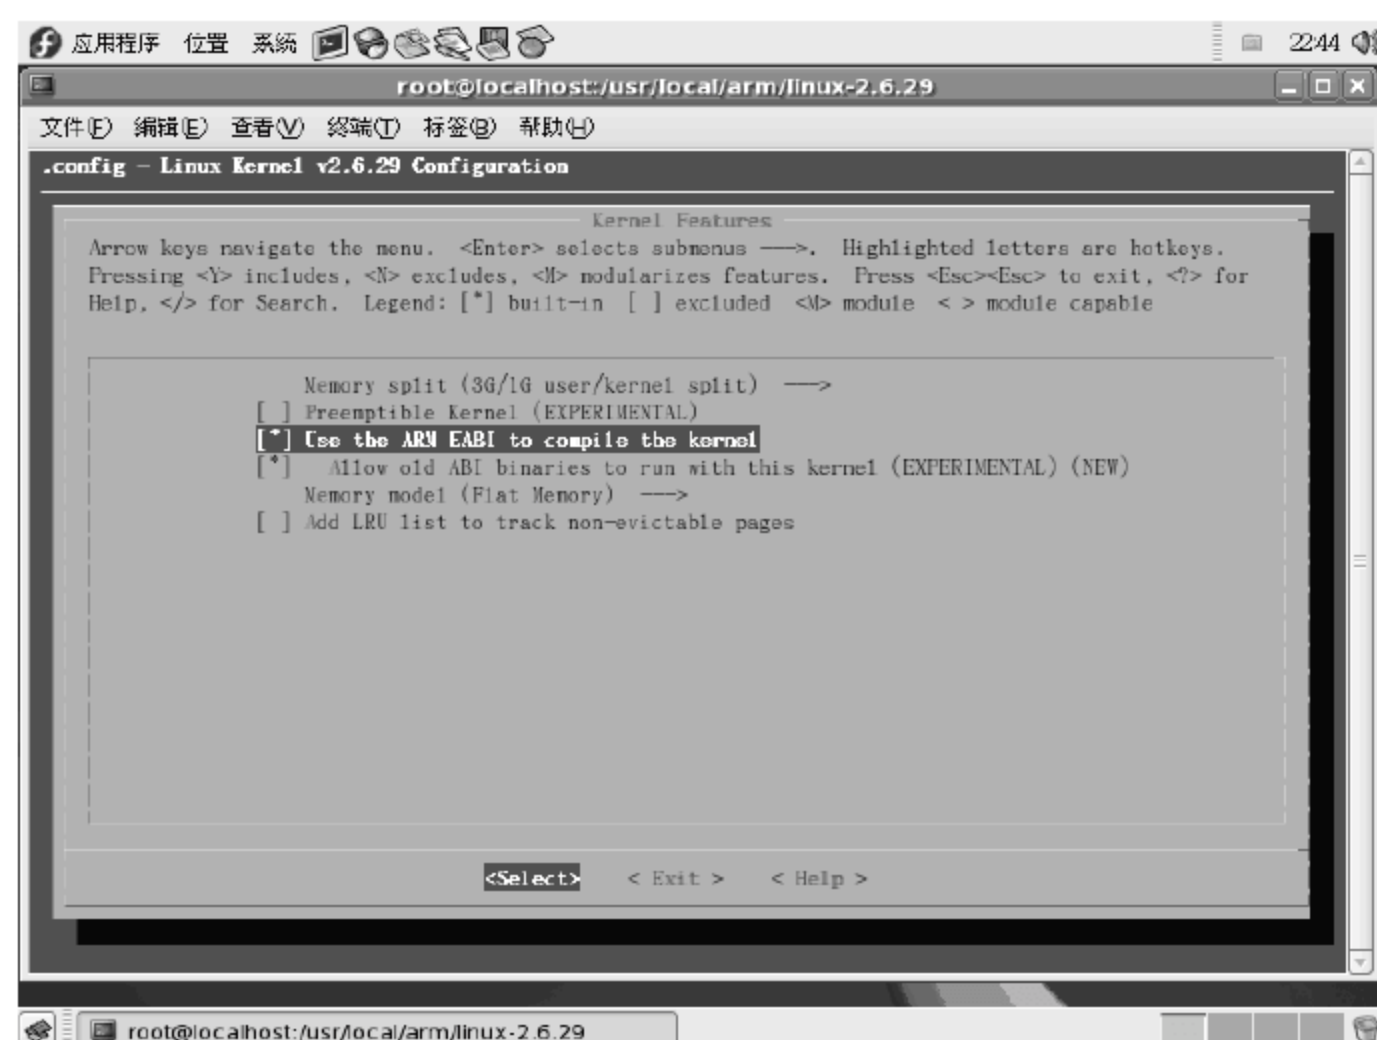 应用程序 位置 系统 22:44
root@localhost:/usr/local/arm/linux-2.6.29
文件(F) 编辑(E) 查看(V) 终端(T) 标签(B) 帮助(H)
.config - Linux Kernel v2.6.29 Configuration
Kernel Features
Arrow keys navigate the menu. <Enter> selects submenus --->. Highlighted letters are hotkeys.
Pressing <Y> includes, <N> excludes, <M> modularizes features. Press <Esc><Esc> to exit, <?> for
Help, </> for Search. Legend: [*] built-in [ ] excluded <M> module < > module capable
Memory split (3G/1G user/kernel split) --->
[ ] Preemptible Kernel (EXPERIMENTAL)
[*] Use the ARM EABI to compile the kernel
[*] Allow old ABI binaries to run with this kernel (EXPERIMENTAL) (NEW)
Memory model (Flat Memory) --->
[ ] Add LRU list to track non-evictable pages
<Select> < Exit > < Help >
root@localhost:/usr/local/arm/linux-2.6.29